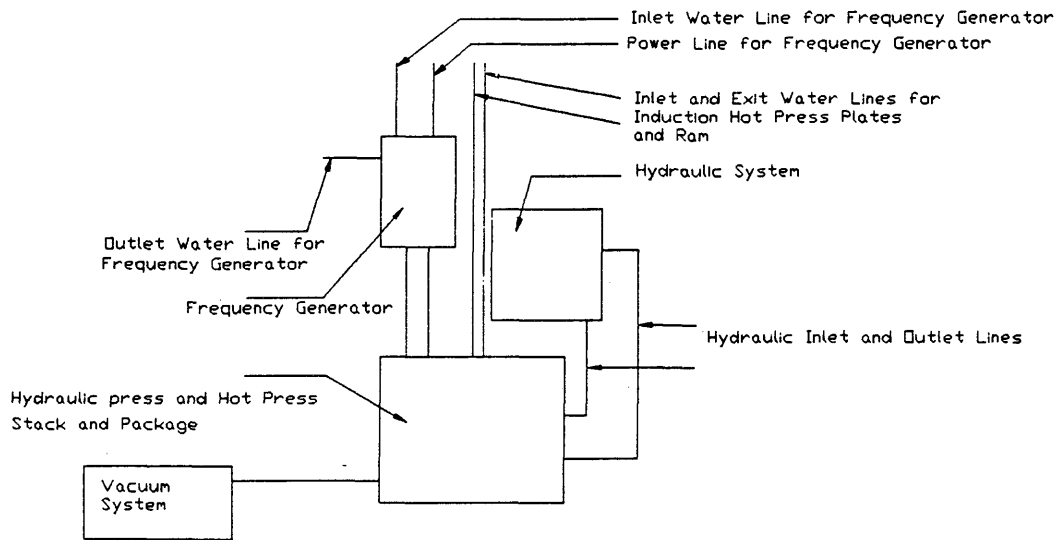 Inlet Water Line for Frequency Generator
Power Line for Frequency Generator
Inlet and Exit Water Lines for
Induction Hot Press Plates
and Ram
Hydraulic System
Outlet Water Line for
Frequency Generator
Frequency Generator
Hydraulic Inlet and Outlet Lines
Hydraulic press and Hot Press
Stack and Package
Vacuum
System